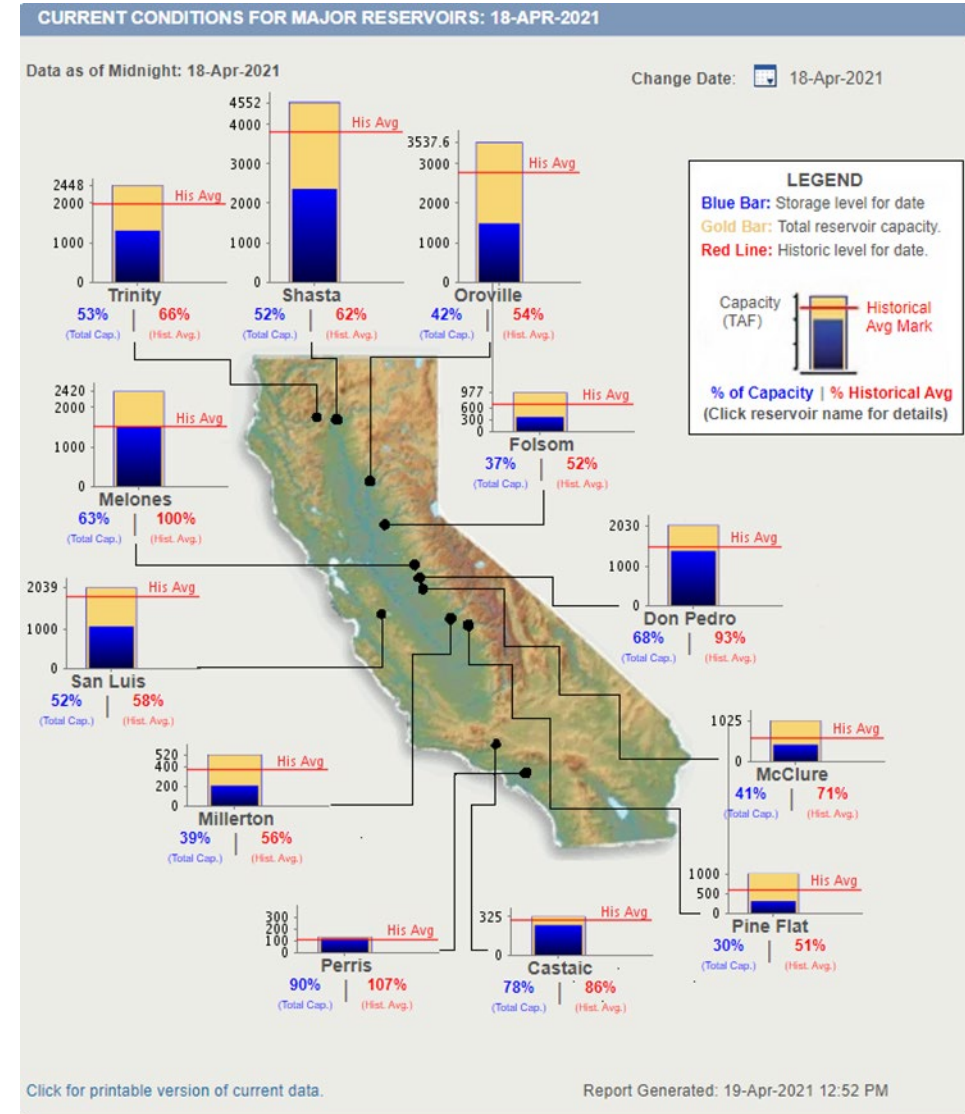 CURRENT CONDITIONS FOR MAJOR RESERVOIRS: 18-APR-2021
Data as of Midnight: 18-Apr-2021
Change Date: 18-Apr-2021
LEGEND
Blue Bar: Storage level for date
Gold Bar: Total reservoir capacity.
Red Line: Historic level for date.
Capacity
(TAF)
Historical
Avg Mark
% of Capacity | % Historical Avg
(Click reservoir name for details)
2448
2000
1000
0
His Avg
Trinity
53% | 66%
(Total Cap.) (Hist. Avg.)
4552
4000
3000
2000
1000
0
His Avg
Shasta
52% | 62%
(Total Cap.) (Hist. Avg.)
3537.6
3000
2000
1000
0
His Avg
Oroville
42% | 54%
(Total Cap.) (Hist. Avg.)
977
600
300
0
His Avg
Folsom
37% | 52%
(Total Cap.) (Hist. Avg.)
2420
2000
1000
0
His Avg
Melones
63% | 100%
(Total Cap.) (Hist. Avg.)
2030
1000
0
His Avg
Don Pedro
68% | 93%
(Total Cap.) (Hist. Avg.)
2039
1000
0
His Avg
San Luis
52% | 58%
(Total Cap.) (Hist. Avg.)
1025
0
His Avg
McClure
41% | 71%
(Total Cap.) (Hist. Avg.)
520
400
200
0
His Avg
Millerton
39% | 56%
(Total Cap.) (Hist. Avg.)
1000
500
0
His Avg
Pine Flat
30% | 51%
(Total Cap.) (Hist. Avg.)
300
200
100
0
His Avg
Perris
90% | 107%
(Total Cap.) (Hist. Avg.)
325
0
His Avg
Castaic
78% | 86%
(Total Cap.) (Hist. Avg.)
Click for printable version of current data.
Report Generated: 19-Apr-2021 12:52 PM